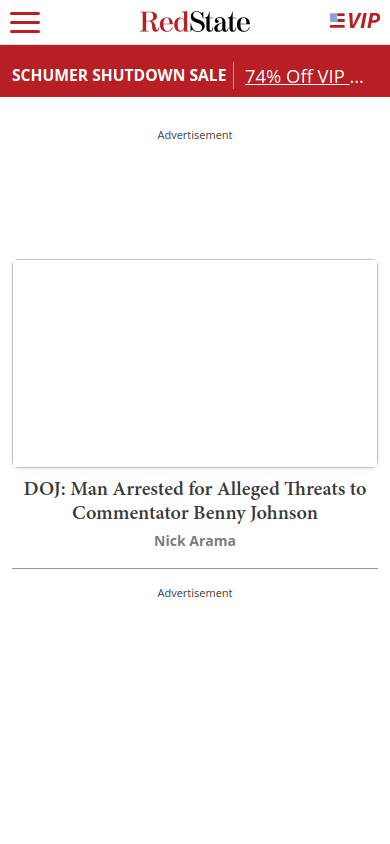 RedState
VIP
SCHUMER SHUTDOWN SALE
74% Off VIP ...
Advertisement
DOJ: Man Arrested for Alleged Threats to
Commentator Benny Johnson
Nick Arama
Advertisement